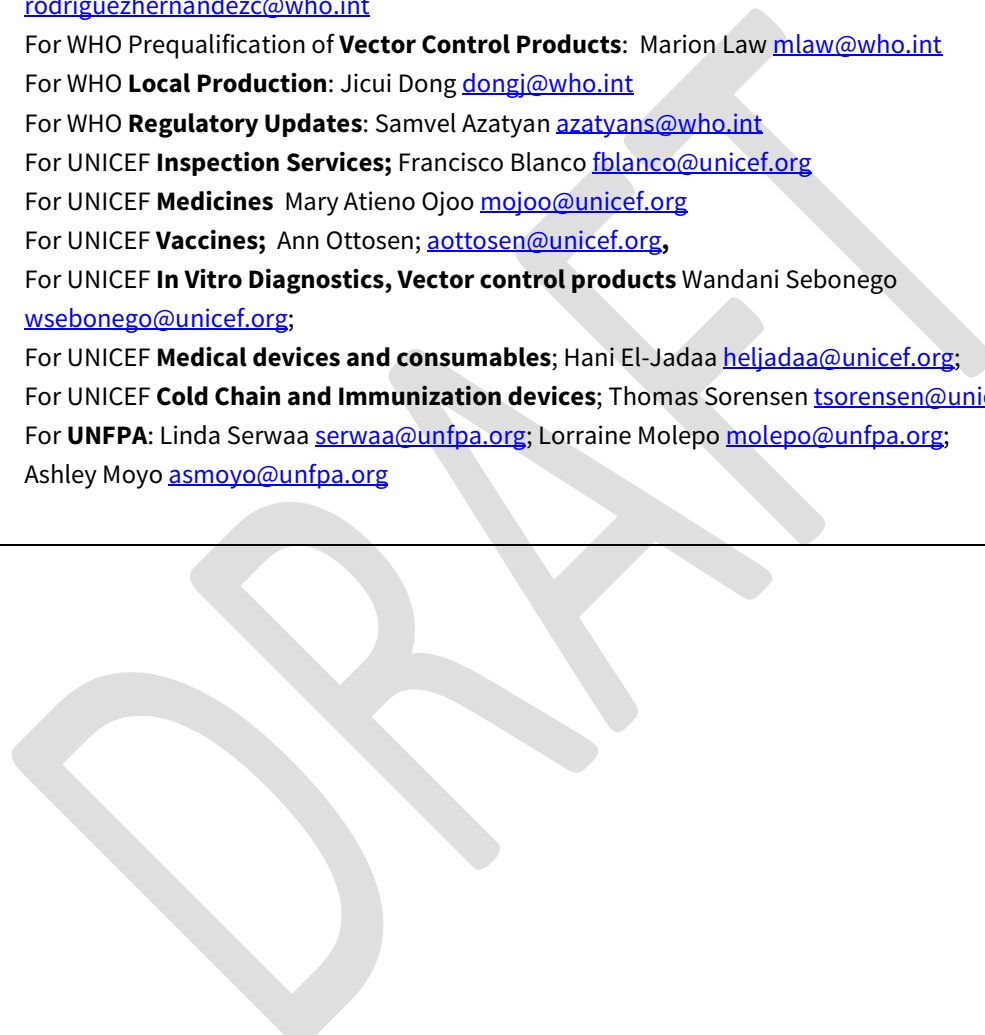 rodriguezhernandezc@who.int
For WHO Prequalification of Vector Control Products:  Marion Law mlaw@who.int
For WHO Local Production: Jicui Dong dongj@who.int
For WHO Regulatory Updates: Samvel Azatyan azatyans@who.int
For UNICEF Inspection Services; Francisco Blanco fblanco@unicef.org
For UNICEF Medicines  Mary Atieno Ojoo mojoo@unicef.org
For UNICEF Vaccines;  Ann Ottosen; aottosen@unicef.org,
For UNICEF In Vitro Diagnostics, Vector control products Wandani Sebonego
wsebonego@unicef.org;
For UNICEF Medical devices and consumables; Hani El-Jadaa heljadaa@unicef.org;
For UNICEF Cold Chain and Immunization devices; Thomas Sorensen tsorensen@uni
For UNFPA: Linda Serwaa serwaa@unfpa.org; Lorraine Molepo molepo@unfpa.org;
Ashley Moyo asmoyo@unfpa.org
DRAFT